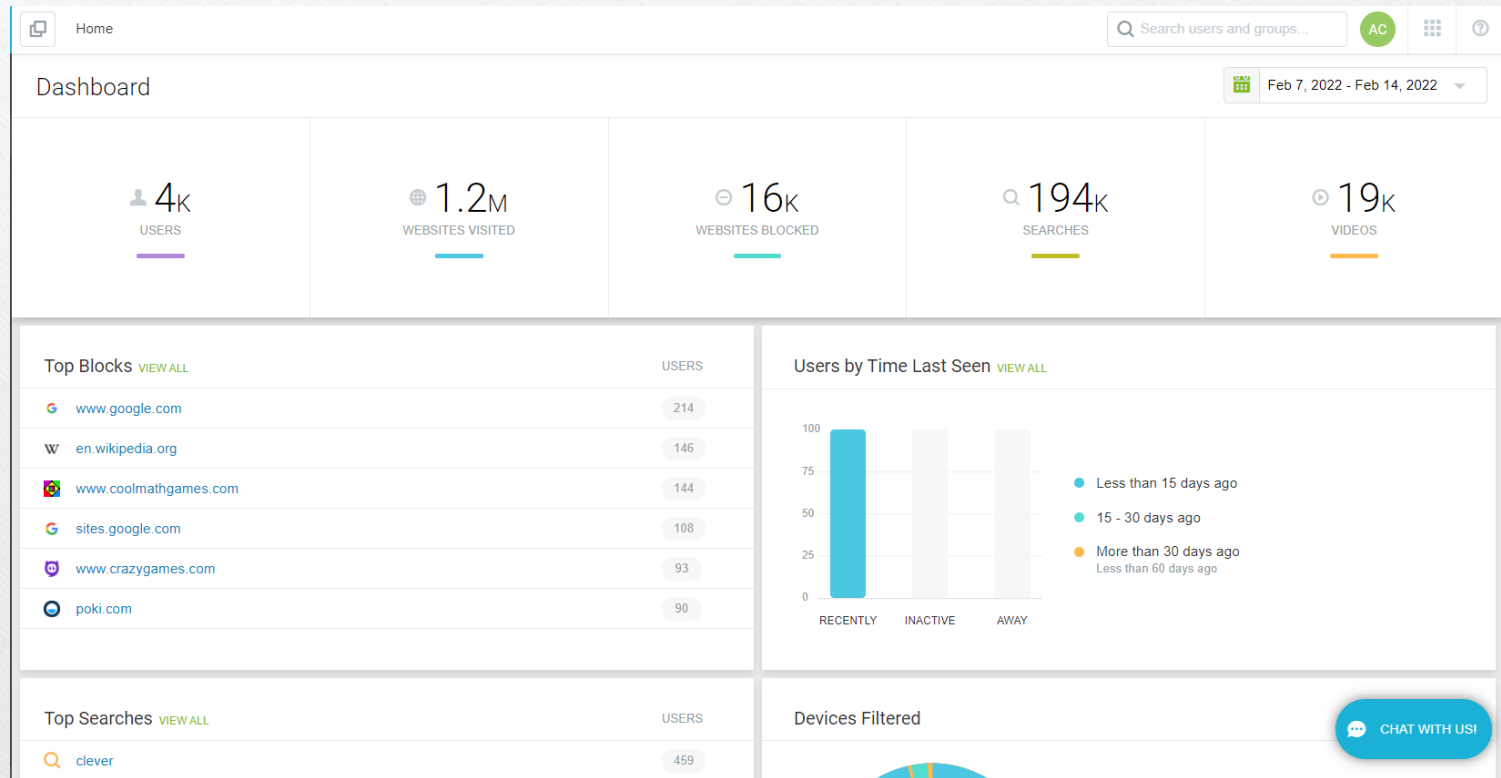 Home
Search users and groups...
AC
Dashboard
Feb 7, 2022 - Feb 14, 2022
4K
USERS
1.2M
WEBSITES VISITED
16K
WEBSITES BLOCKED
194K
SEARCHES
19K
VIDEOS
Top Blocks VIEW ALL USERS
www.google.com 214
W en.wikipedia.org 146
www.coolmathgames.com 144
sites.google.com 108
www.crazygames.com 93
poki.com 90
Users by Time Last Seen VIEW ALL
100
75
50
25
0
RECENTLY INACTIVE AWAY
Less than 15 days ago
15 - 30 days ago
More than 30 days ago
Less than 60 days ago
Top Searches VIEW ALL USERS
clever 459
Devices Filtered
CHAT WITH US!